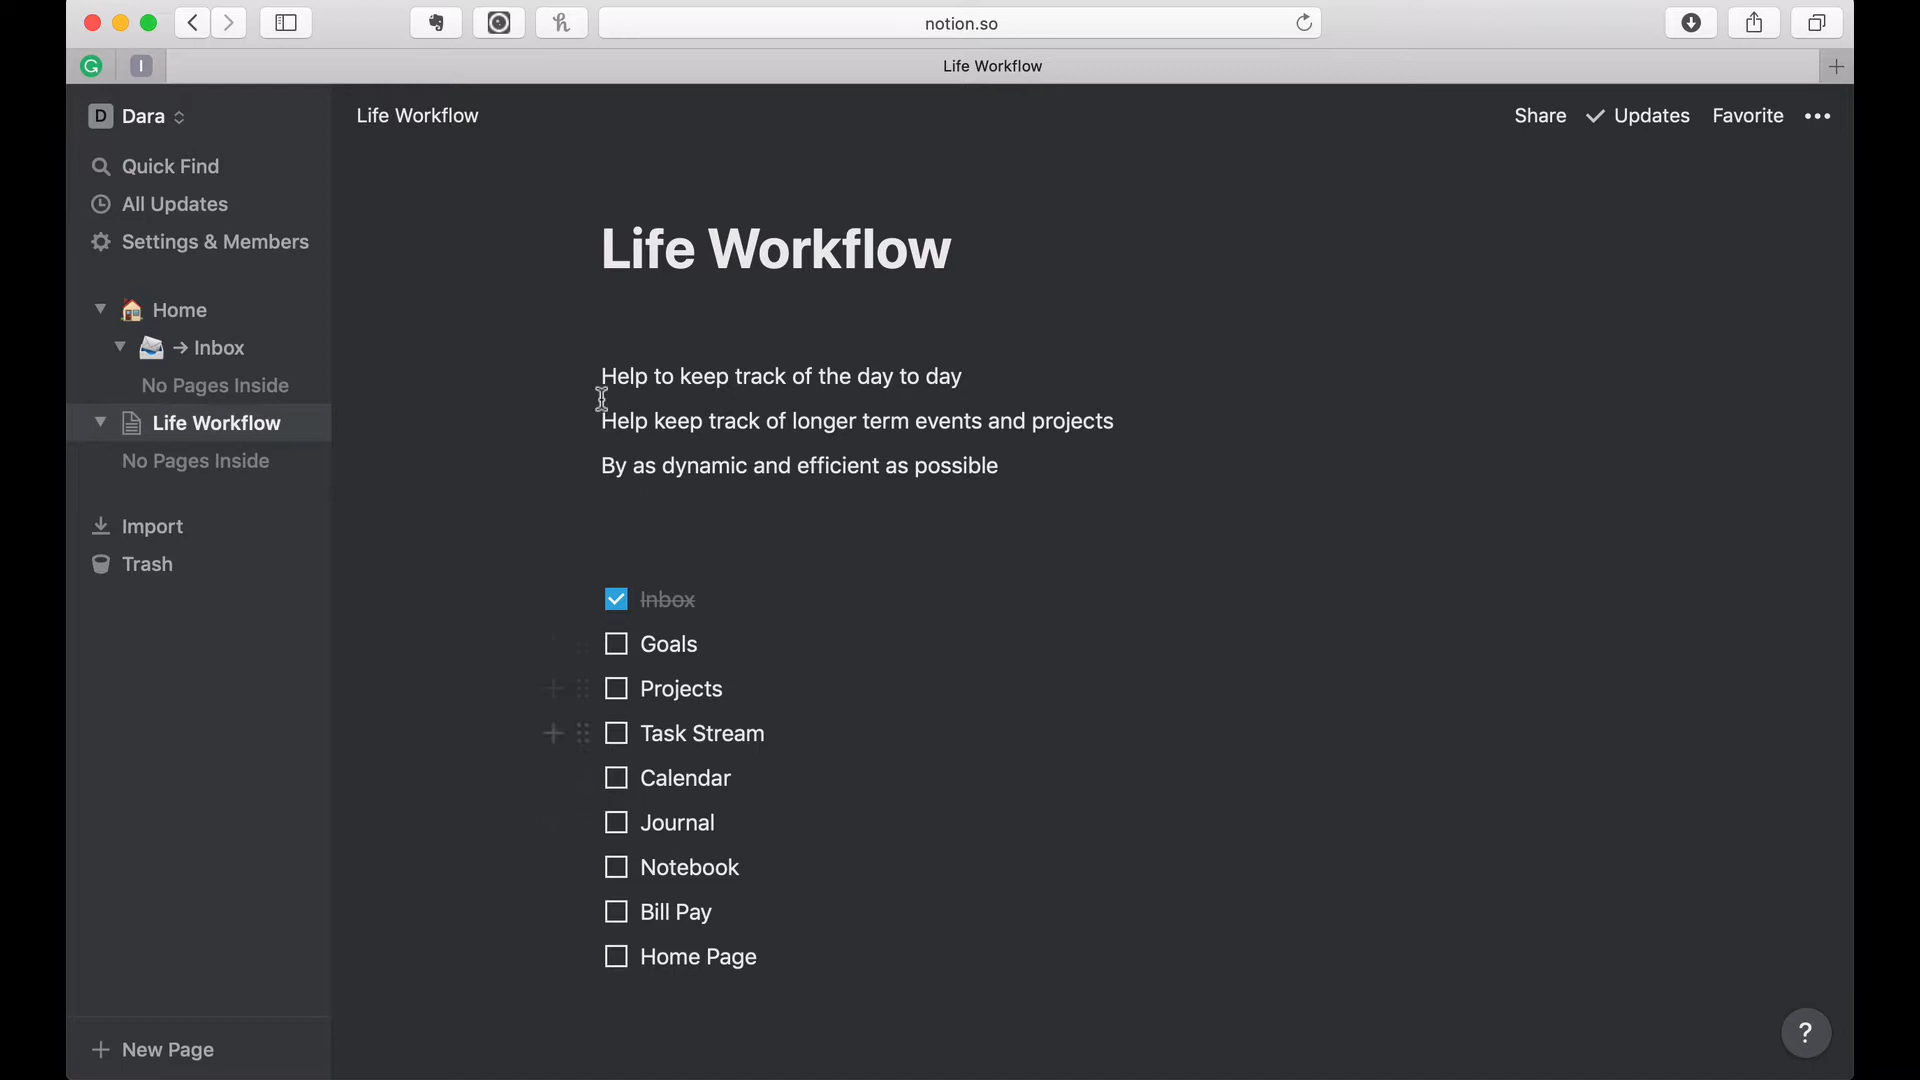 notion.so
I
Life Workflow
D Dara
Life Workflow
Share
Updates
Favorite
Quick Find
All Updates
Settings & Members
Home
→ Inbox
No Pages Inside
Life Workflow
No Pages Inside
Import
Trash
New Page
Life Workflow
Help to keep track of the day to day
Help keep track of longer term events and projects
By as dynamic and efficient as possible
Inbox
Goals
Projects
Task Stream
Calendar
Journal
Notebook
Bill Pay
Home Page
?